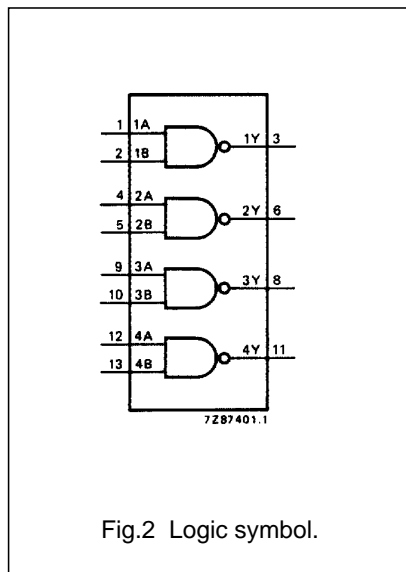 1 1A 1Y 3
2 1B
4 2A 2Y 6
5 2B
9 3A 3Y 8
10 3B
12 4A 4Y 11
13 4B
7Z87401.1
Fig.2 Logic symbol.